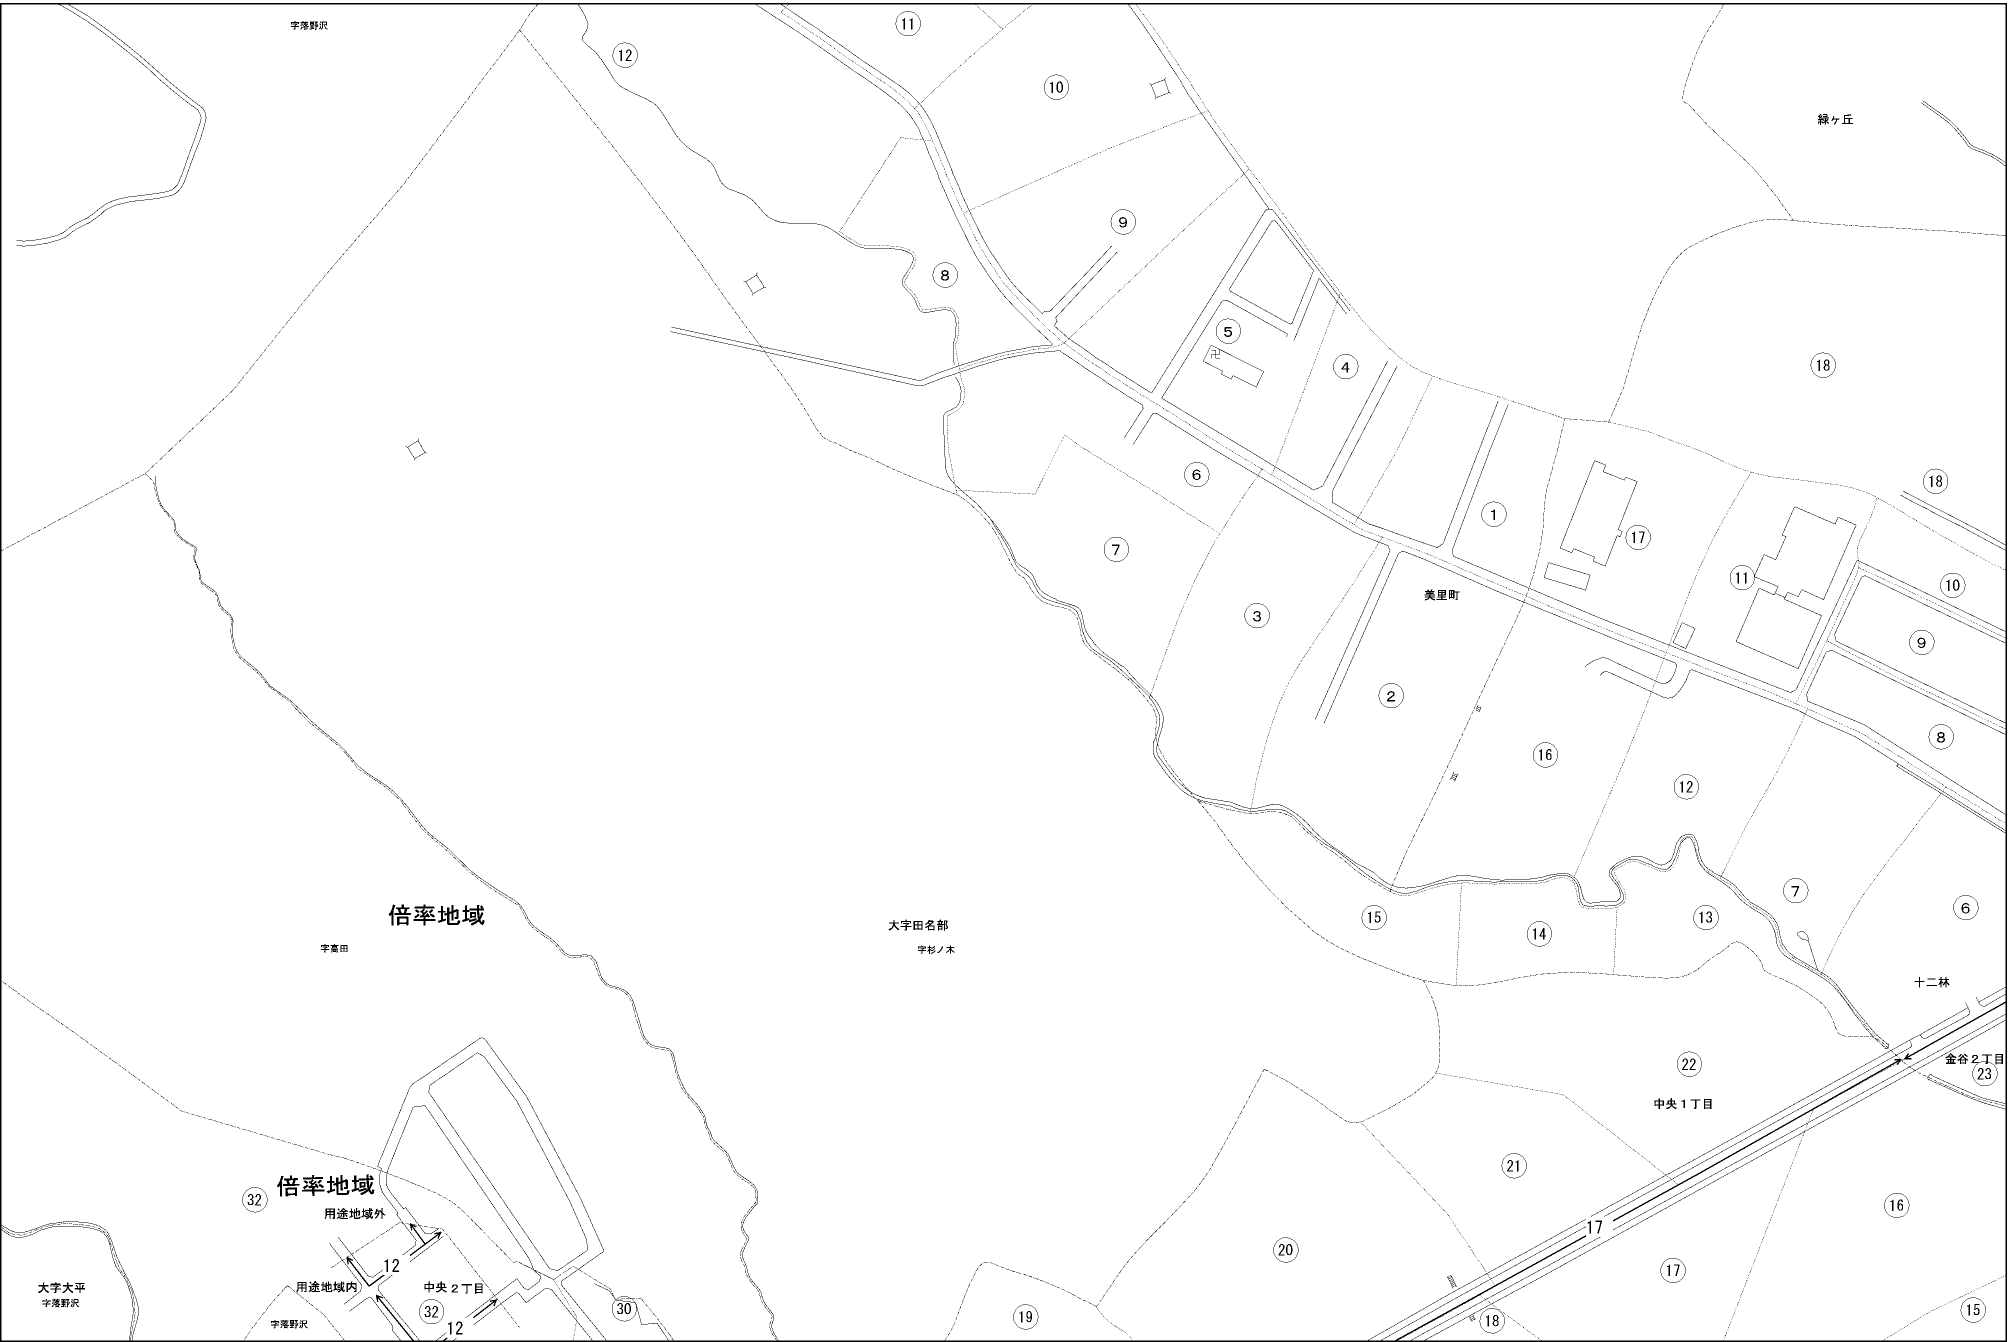 字落野沢
⑪
⑫
⑩
緑ヶ丘
⑨
⑧
⑤
卍
④
⑱
⑥
⑱
①
⑰
⑦
⑪
⑩
美里町
③
⑨
②
⑧
⑯
⑫
⑦
倍率地域
⑮
大字田名部
⑬
⑥
⑭
字高田
字杉ノ木
十二林
金谷２丁目
㉒
㉓
中央１丁目
㉑
倍率地域
㉜
⑯
用途地域外
17
⑳
12
⑰
用途地域内
大字大平
中央２丁目
字落野沢
㉜
㉚
⑮
⑲
字落野沢
⑱
12